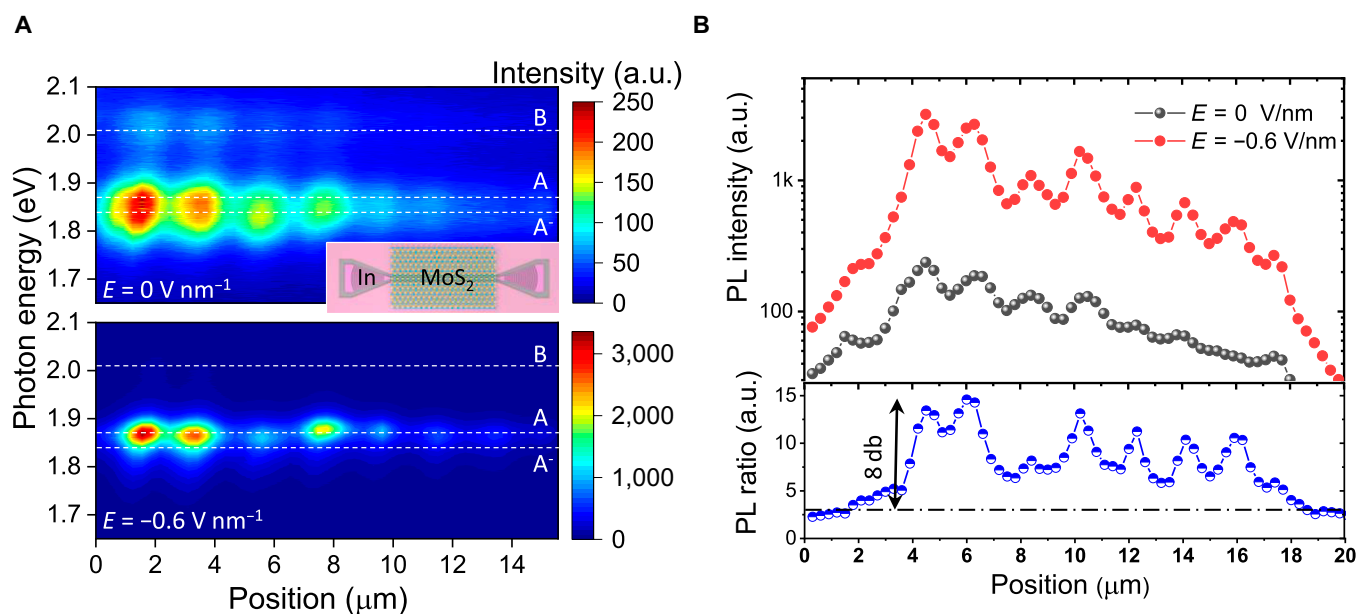 A
Intensity (a.u.)
2.1
2.0
1.9
1.8
1.7
B
A
A-
250
200
150
100
50
0
In
MoS2
E = 0 V nm–1
Photon energy (eV)
2.1
2.0
1.9
1.8
1.7
B
A
A-
3,000
2,000
1,000
0
E = –0.6 V nm–1
0 2 4 6 8 10 12 14
Position (μm)
B
E = 0 V/nm
E = –0.6 V/nm
PL intensity (a.u.)
1k
100
PL ratio (a.u.)
15
10
5
0
8 db
0 2 4 6 8 10 12 14 16 18 20
Position (μm)